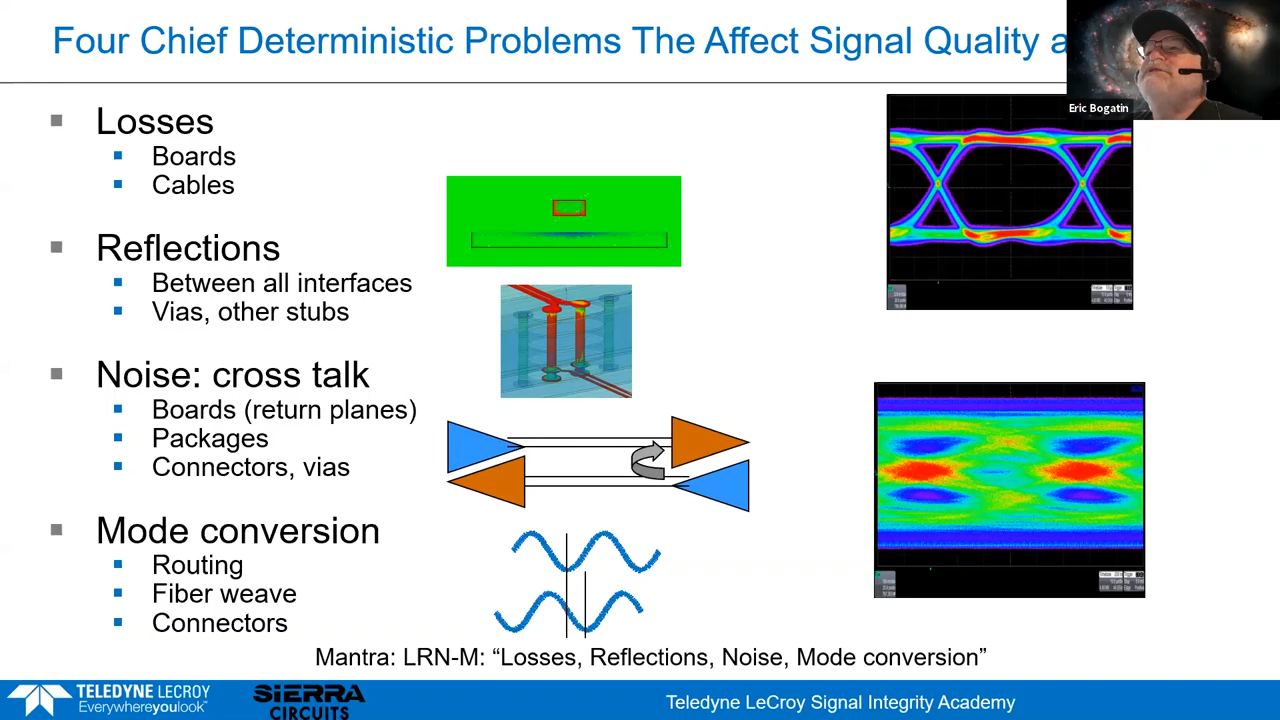 Four Chief Deterministic Problems The Affect Signal Quality a
Eric Bogatin
Losses
Boards
Cables
Reflections
Between all interfaces
Vias, other stubs
Noise: cross talk
Boards (return planes)
Packages
Connectors, vias
Mode conversion
Routing
Fiber weave
Connectors
Mantra: LRN-M: “Losses, Reflections, Noise, Mode conversion”
TELEDYNE LECROY
Everywhereyoulook™
SIERRA
CIRCUITS
Teledyne LeCroy Signal Integrity Academy